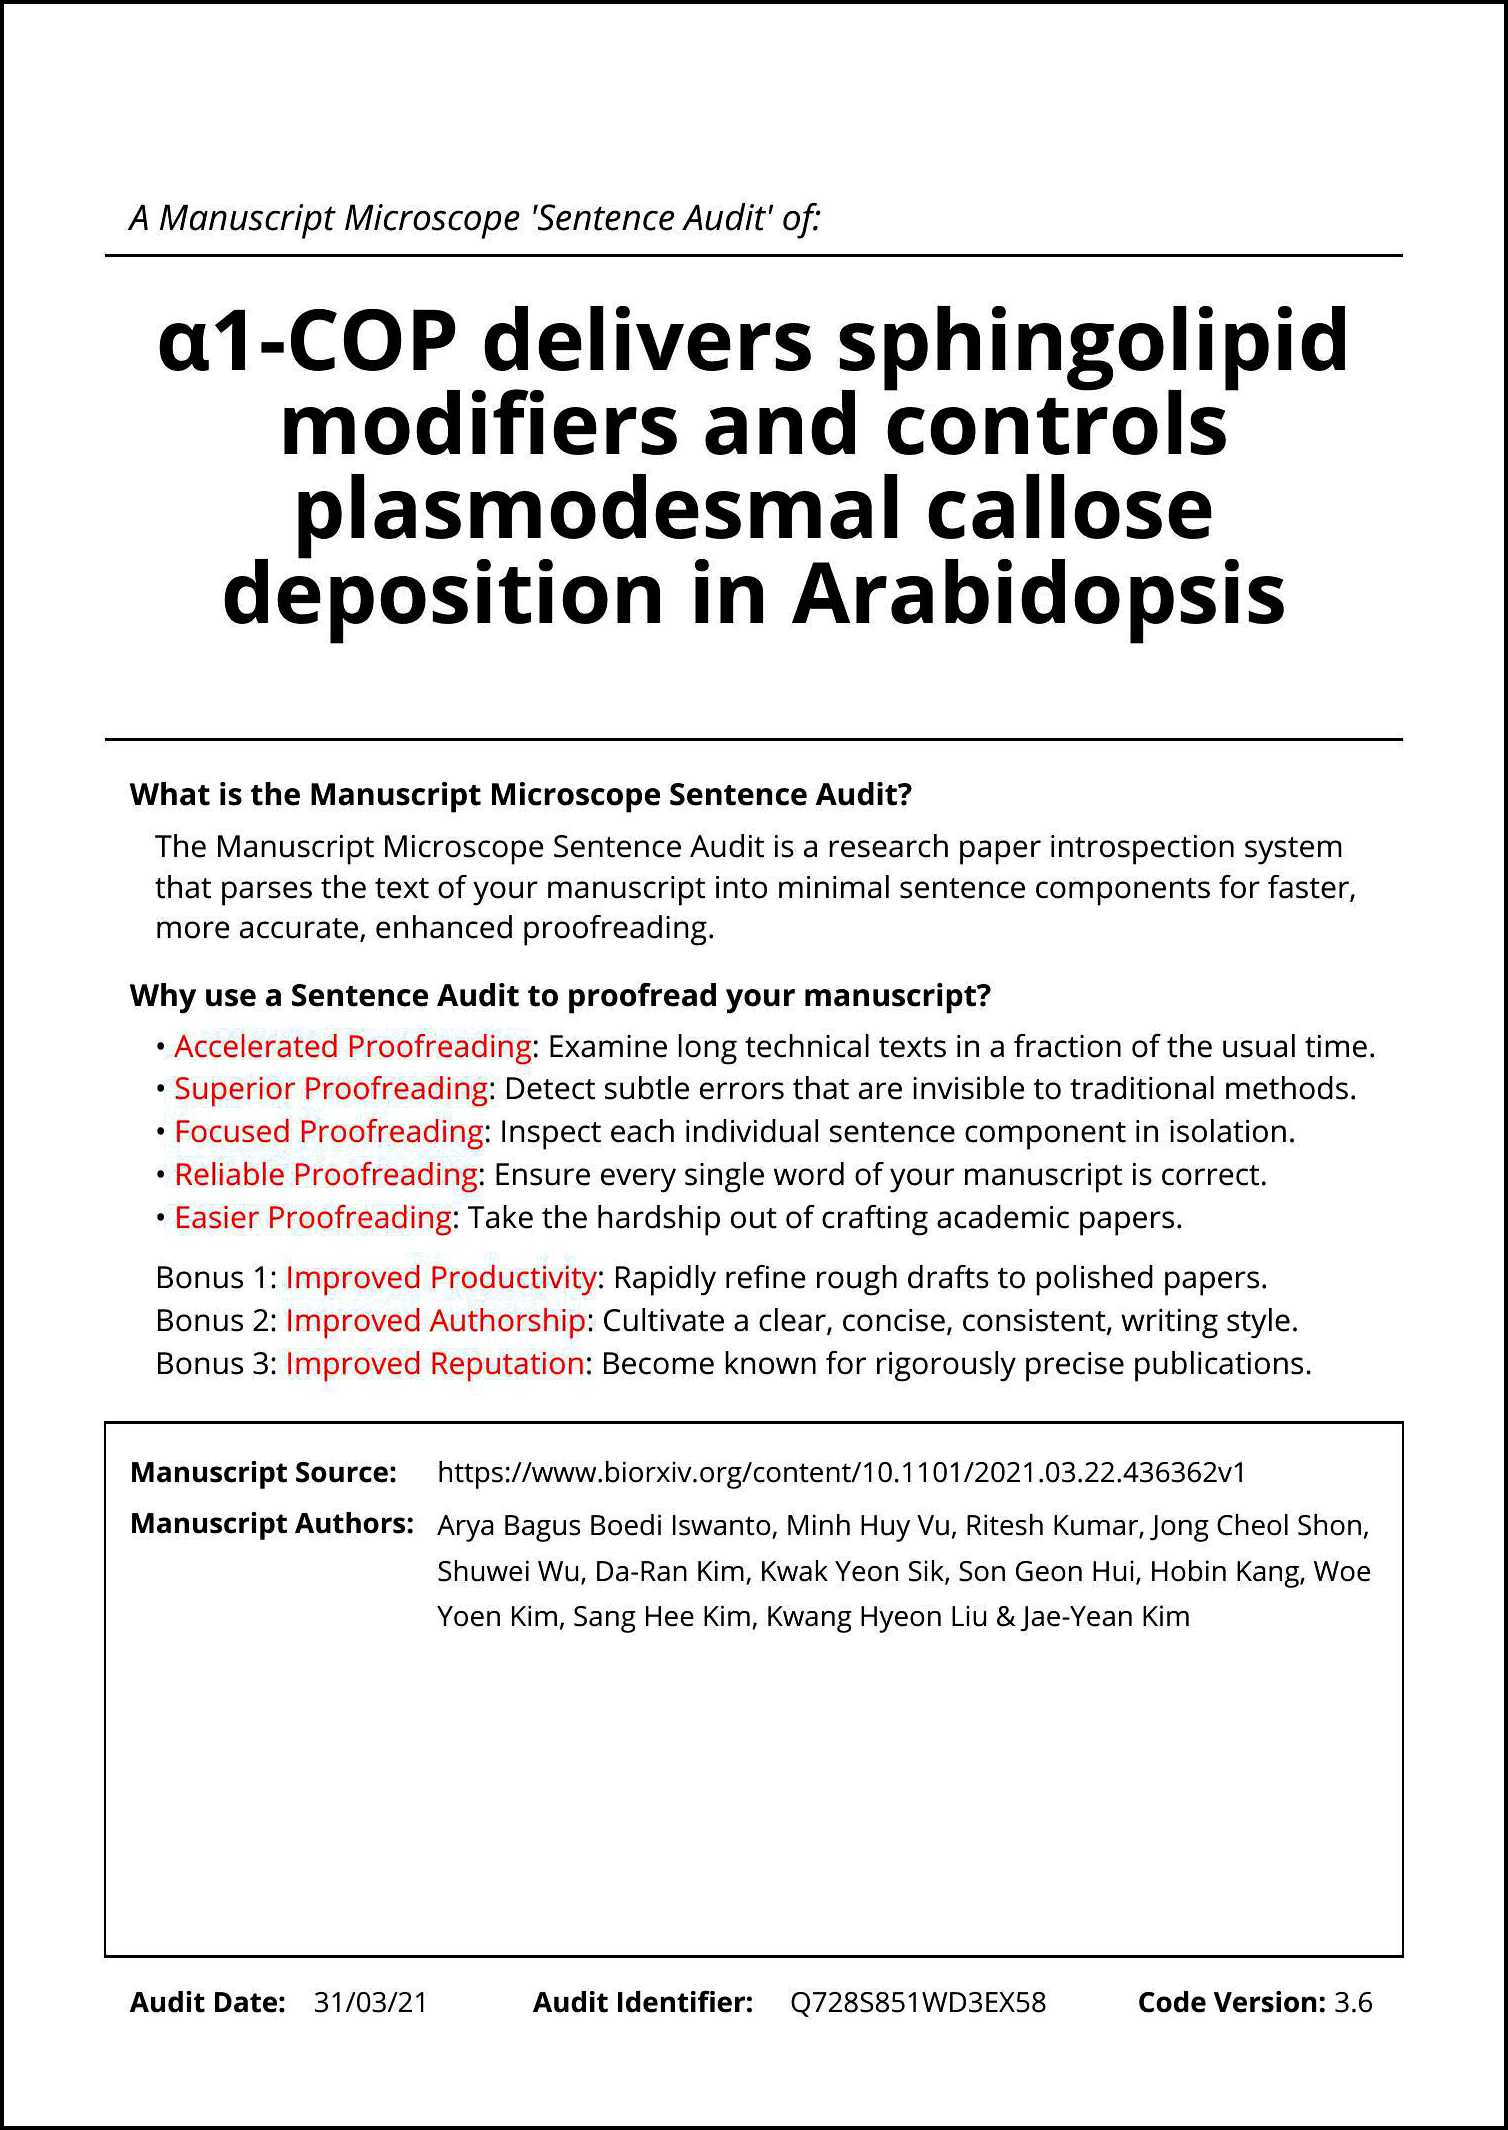 A Manuscript Microscope 'Sentence Audit' of:
α1-COP delivers sphingolipid
modifiers and controls
plasmodesmal callose
deposition in Arabidopsis
What is the Manuscript Microscope Sentence Audit?
The Manuscript Microscope Sentence Audit is a research paper introspection system
that parses the text of your manuscript into minimal sentence components for faster,
more accurate, enhanced proofreading.
Why use a Sentence Audit to proofread your manuscript?
• Accelerated Proofreading: Examine long technical texts in a fraction of the usual time.
• Superior Proofreading: Detect subtle errors that are invisible to traditional methods.
• Focused Proofreading: Inspect each individual sentence component in isolation.
• Reliable Proofreading: Ensure every single word of your manuscript is correct.
• Easier Proofreading: Take the hardship out of crafting academic papers.
Bonus 1: Improved Productivity: Rapidly refine rough drafts to polished papers.
Bonus 2: Improved Authorship: Cultivate a clear, concise, consistent, writing style.
Bonus 3: Improved Reputation: Become known for rigorously precise publications.
Manuscript Source: https://www.biorxiv.org/content/10.1101/2021.03.22.436362v1
Manuscript Authors: Arya Bagus Boedi Iswanto, Minh Huy Vu, Ritesh Kumar, Jong Cheol Shon,
Shuwei Wu, Da-Ran Kim, Kwak Yeon Sik, Son Geon Hui, Hobin Kang, Woe
Yoen Kim, Sang Hee Kim, Kwang Hyeon Liu & Jae-Yean Kim
Audit Date: 31/03/21 Audit Identifier: Q728S851WD3EX58 Code Version: 3.6